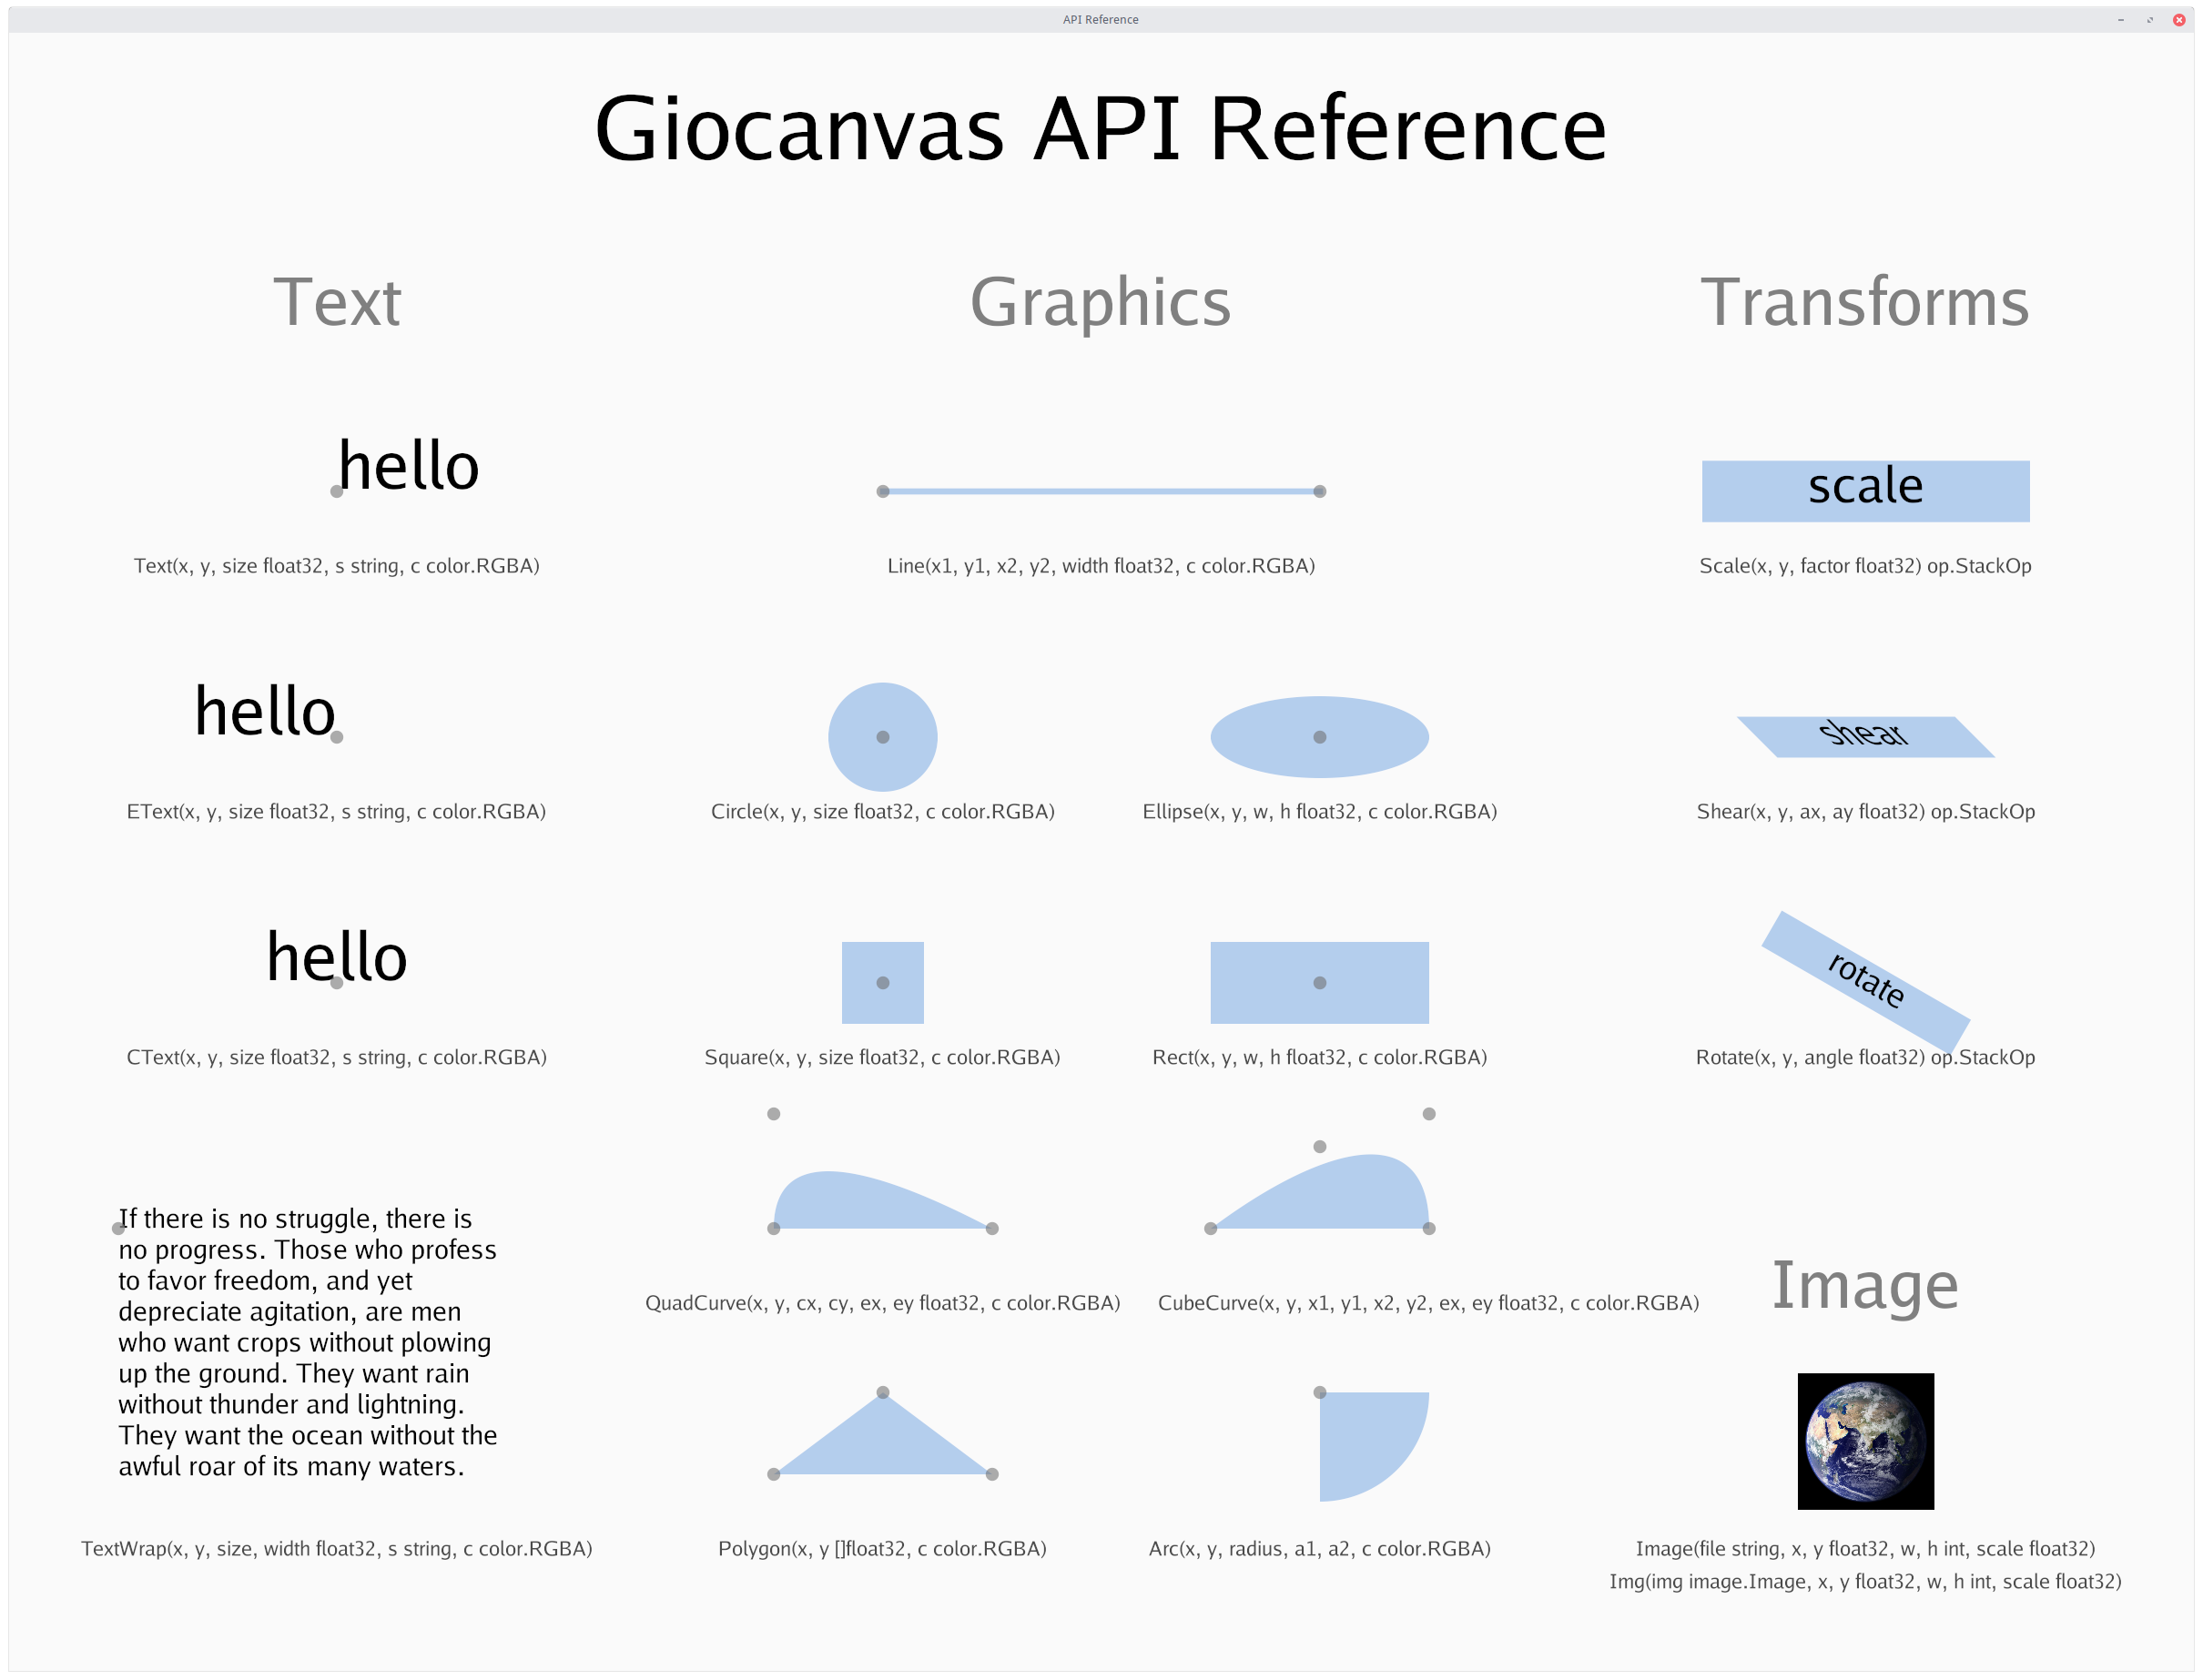 API Reference
Giocanvas API Reference
Text
Graphics
Transforms
hello
scale
Text(x, y, size float32, s string, c color.RGBA)
Line(x1, y1, x2, y2, width float32, c color.RGBA)
Scale(x, y, factor float32) op.StackOp
hello
shear
EText(x, y, size float32, s string, c color.RGBA)
Circle(x, y, size float32, c color.RGBA)
Ellipse(x, y, w, h float32, c color.RGBA)
Shear(x, y, ax, ay float32) op.StackOp
hello
rotate
CText(x, y, size float32, s string, c color.RGBA)
Square(x, y, size float32, c color.RGBA)
Rect(x, y, w, h float32, c color.RGBA)
Rotate(x, y, angle float32) op.StackOp
If there is no struggle, there is
no progress. Those who profess
to favor freedom, and yet
depreciate agitation, are men
who want crops without plowing
up the ground. They want rain
without thunder and lightning.
They want the ocean without the
awful roar of its many waters.
QuadCurve(x, y, cx, cy, ex, ey float32, c color.RGBA)
CubeCurve(x, y, x1, y1, x2, y2, ex, ey float32, c color.RGBA)
Image
TextWrap(x, y, size, width float32, s string, c color.RGBA)
Polygon(x, y []float32, c color.RGBA)
Arc(x, y, radius, a1, a2, c color.RGBA)
Image(file string, x, y float32, w, h int, scale float32)
Img(img image.Image, x, y float32, w, h int, scale float32)